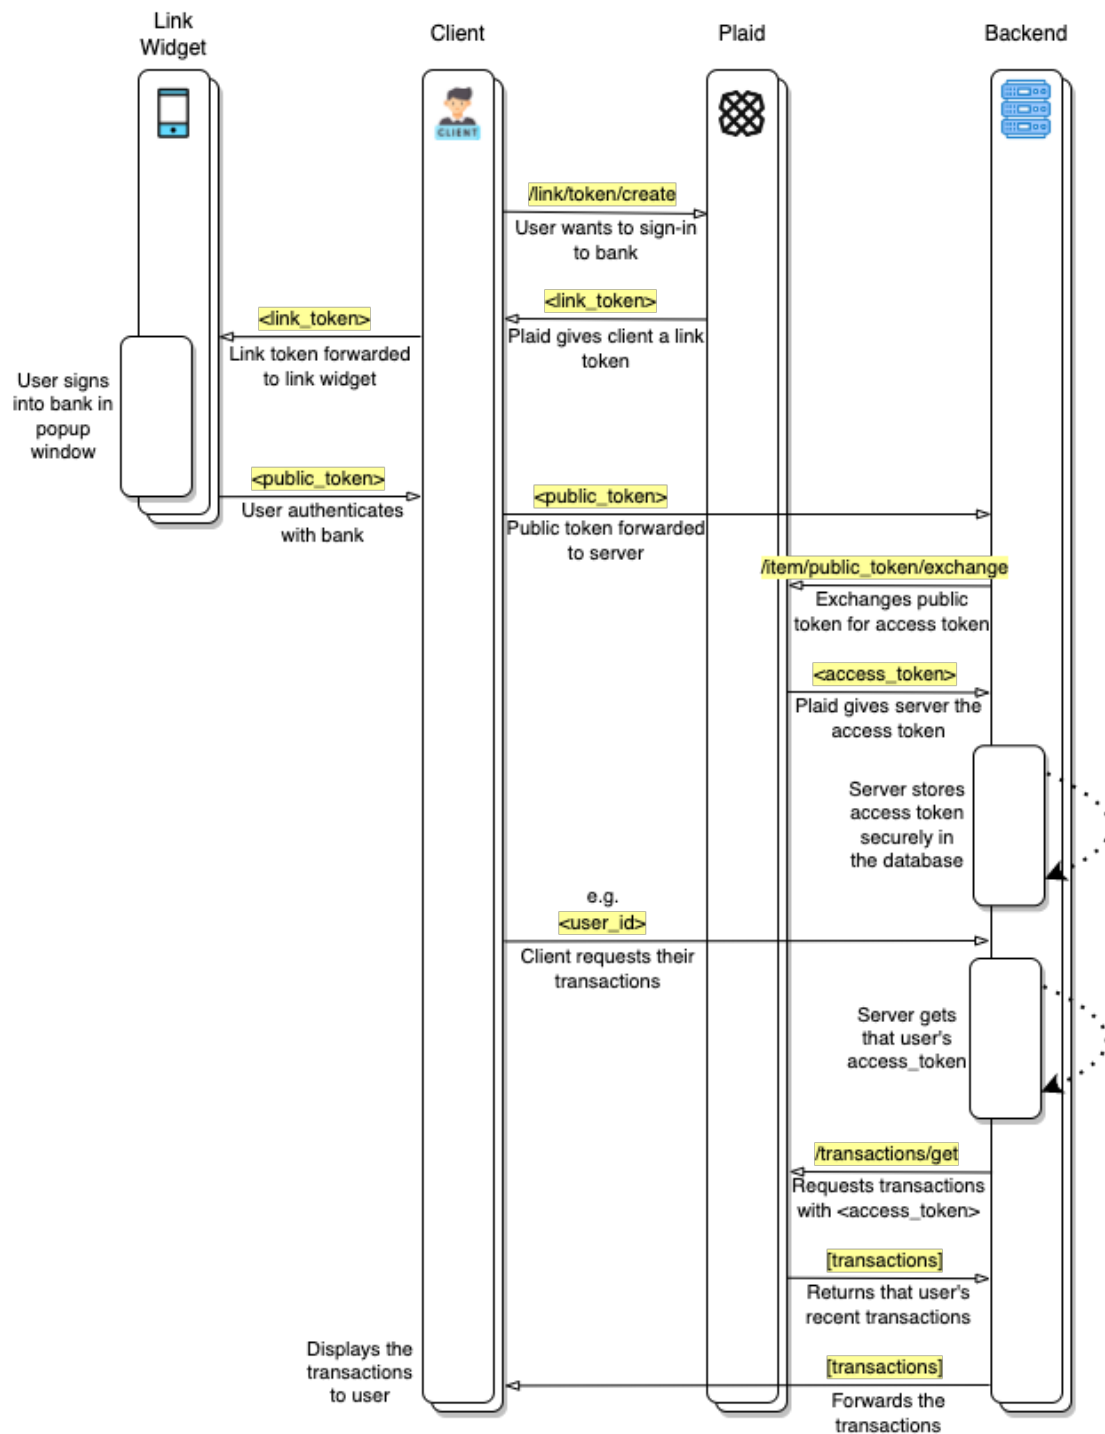 Link
Widget
Client
Plaid
Backend
CLIENT
/link/token/create
User wants to sign-in
to bank
<link_token>
Plaid gives client a link
token
<link_token>
Link token forwarded
to link widget
User signs
into bank in
popup
window
<public_token>
User authenticates
with bank
<public_token>
Public token forwarded
to server
/item/public_token/exchange
Exchanges public
token for access token
<access_token>
Plaid gives server the
access token
Server stores
access token
securely in
the database
e.g.
<user_id>
Client requests their
transactions
Server gets
that user's
access_token
/transactions/get
Requests transactions
with <access_token>
[transactions]
Returns that user's
recent transactions
Displays the
transactions
to user
[transactions]
Forwards the
transactions